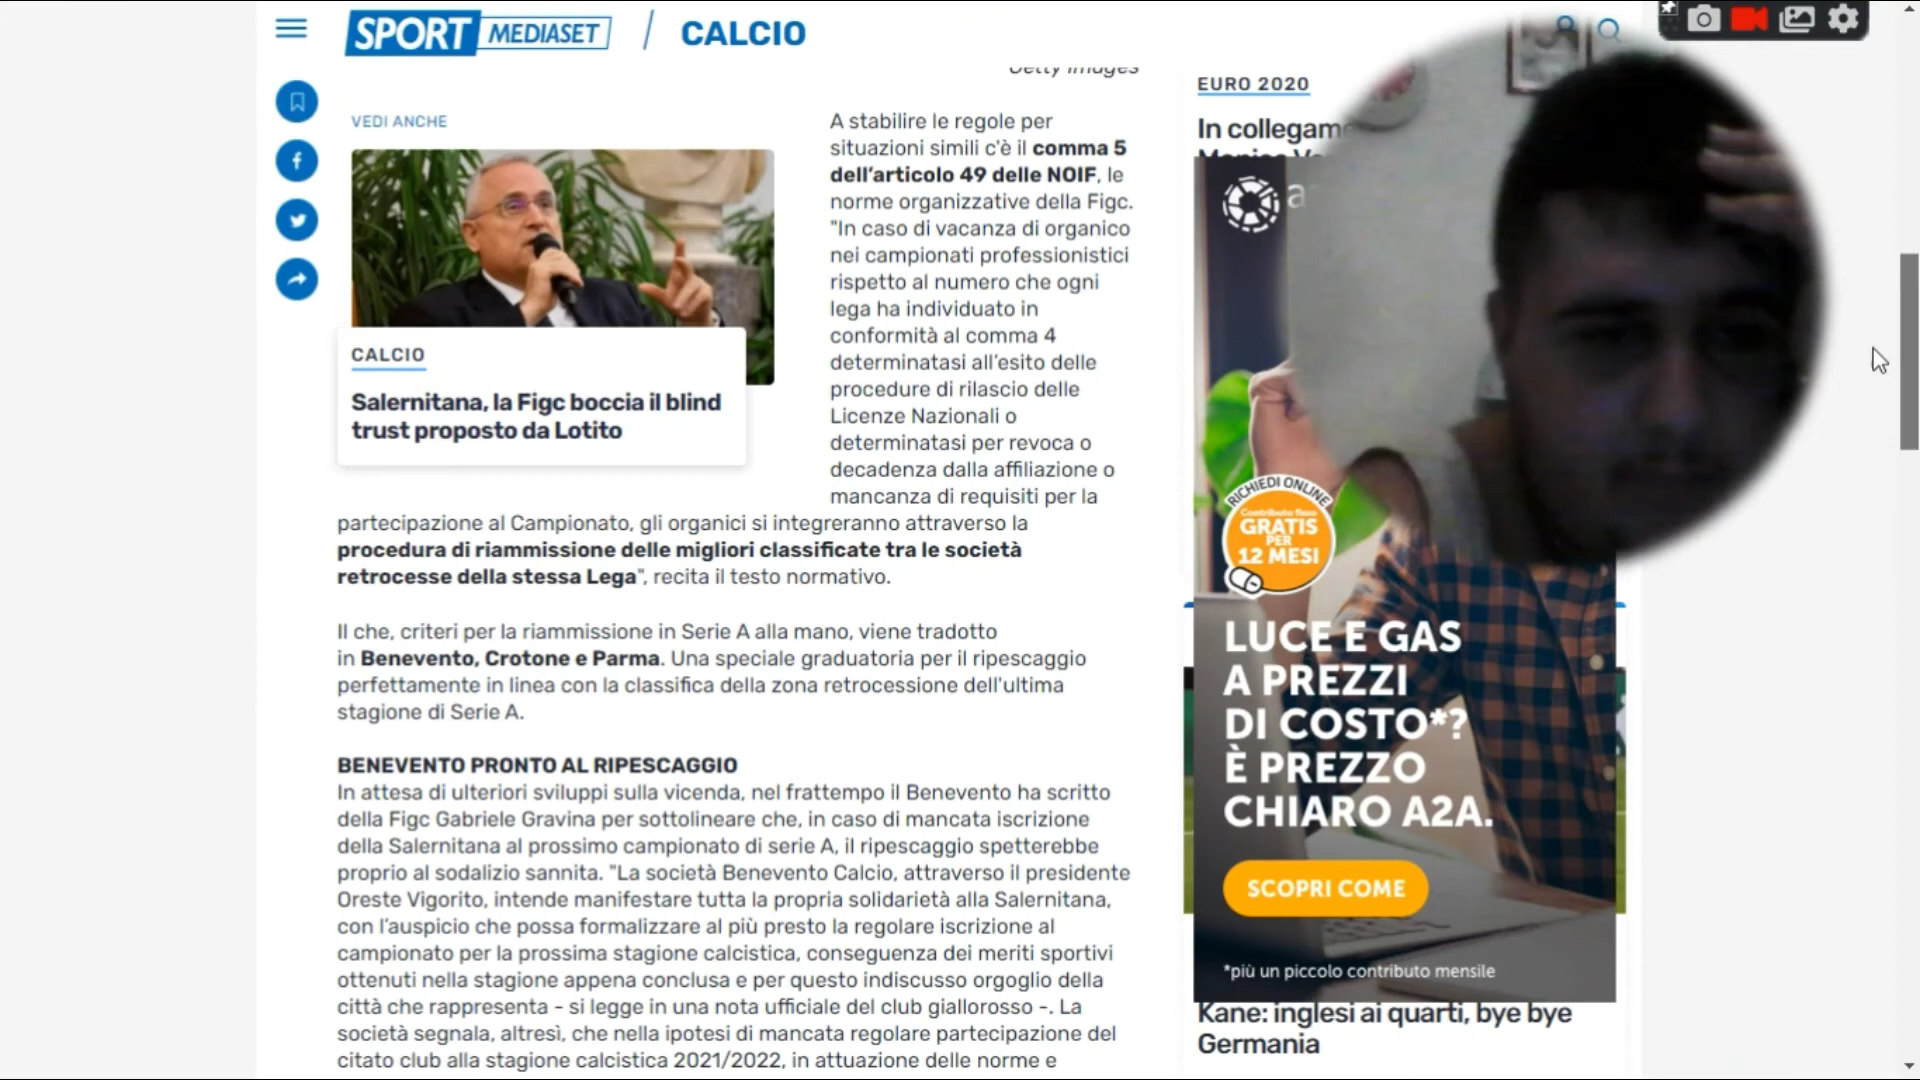 SPORT MEDIASET / CALCIO
Getty Images
VEDI ANCHE
CALCIO
Salernitana, la Figc boccia il blind
trust proposto da Lotito
A stabilire le regole per
situazioni simili c'è il comma 5
dell'articolo 49 delle NOIF, le
norme organizzative della Figc.
"In caso di vacanza di organico
nei campionati professionistici
rispetto al numero che ogni
lega ha individuato in
conformità al comma 4
determinatasi all'esito delle
procedure di rilascio delle
Licenze Nazionali o
determinatasi per revoca o
decadenza dalla affiliazione o
mancanza di requisiti per la
partecipazione al Campionato, gli organici si integreranno attraverso la
procedura di riammissione delle migliori classificate tra le società
retrocesse della stessa Lega", recita il testo normativo.
Il che, criteri per la riammissione in Serie A alla mano, viene tradotto
in Benevento, Crotone e Parma. Una speciale graduatoria per il ripescaggio
perfettamente in linea con la classifica della zona retrocessione dell'ultima
stagione di Serie A.
BENEVENTO PRONTO AL RIPESCAGGIO
In attesa di ulteriori sviluppi sulla vicenda, nel frattempo il Benevento ha scritto
della Figc Gabriele Gravina per sottolineare che, in caso di mancata iscrizione
della Salernitana al prossimo campionato di serie A, il ripescaggio spetterebbe
proprio al sodalizio sannita. "La società Benevento Calcio, attraverso il presidente
Oreste Vigorito, intende manifestare tutta la propria solidarietà alla Salernitana,
con l'auspicio che possa formalizzare al più presto la regolare iscrizione al
campionato per la prossima stagione calcistica, conseguenza dei meriti sportivi
ottenuti nella stagione appena conclusa e per questo indiscusso orgoglio della
città che rappresenta - si legge in una nota ufficiale del club giallorosso -. La
società segnala, altresì, che nella ipotesi di mancata regolare partecipazione del
citato club alla stagione calcistica 2021/2022, in attuazione delle norme e
EURO 2020
In collegam
RICHIEDI ONLINE
Contributo fisso
GRATIS
PER
12 MESI
LUCE E GAS
A PREZZI
DI COSTO*?
È PREZZO
CHIARO A2A.
SCOPRI COME
*più un piccolo contributo mensile
Kane: inglesi ai quarti, bye bye
Germania